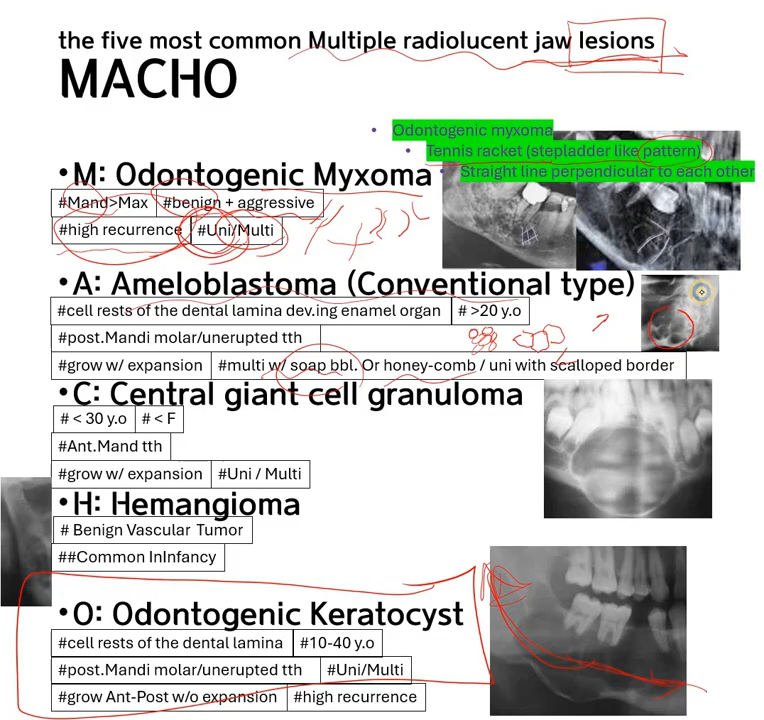 the five most common Multiple radiolucent jaw lesions
MACHO
• Odontogenic myxoma
• Tennis racket (stepladder like pattern)
• Straight line perpendicular to each other
•M: Odontogenic Myxoma
#Mand>Max #benign + aggressive
#high recurrence #Uni/Multi
•A: Ameloblastoma (Conventional type)
#cell rests of the dental lamina dev.ing enamel organ # >20 y.o
#post.Mandi molar/unerupted tth
#grow w/ expansion #multi w/ soap bbl. Or honey-comb / uni with scalloped border
•C: Central giant cell granuloma
# < 30 y.o # < F
#Ant.Mand tth
#grow w/ expansion #Uni / Multi
•H: Hemangioma
# Benign Vascular Tumor
##Common InInfancy
•O: Odontogenic Keratocyst
#cell rests of the dental lamina #10-40 y.o
#post.Mandi molar/unerupted tth #Uni/Multi
#grow Ant-Post w/o expansion #high recurrence